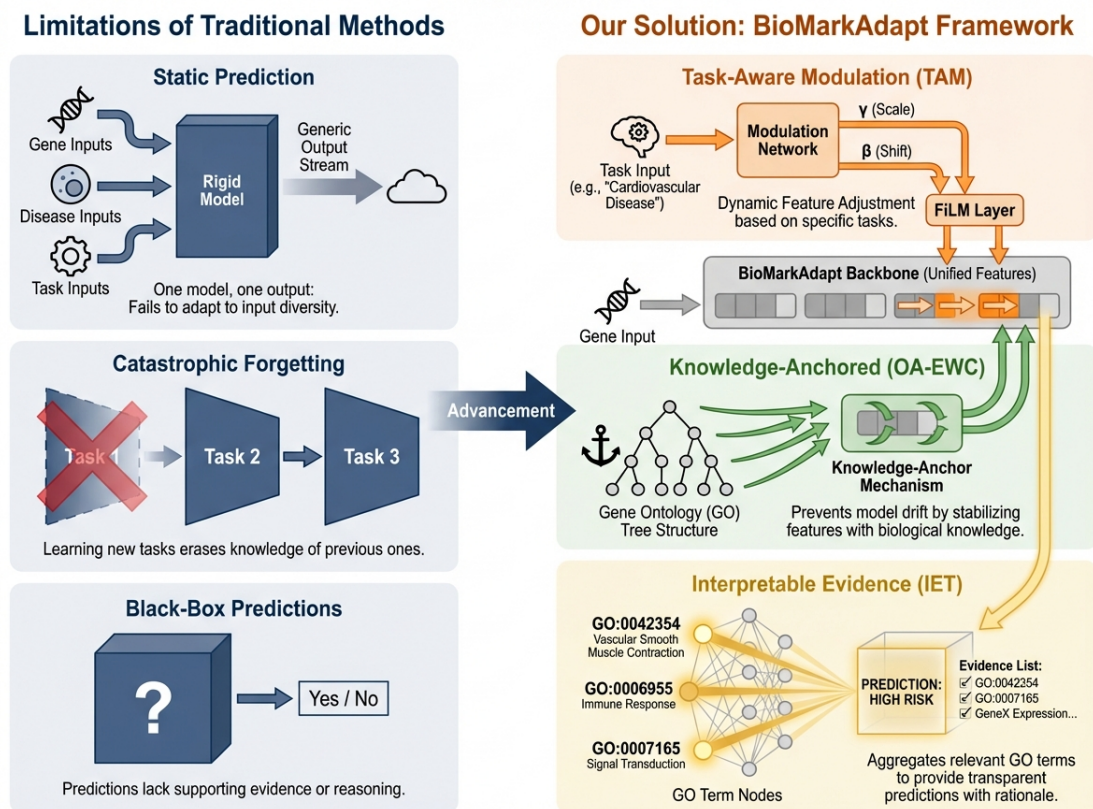 Limitations of Traditional Methods
Static Prediction
Gene Inputs
Disease Inputs
Task Inputs
Rigid
Model
Generic
Output
Stream
One model, one output:
Fails to adapt to input diversity.
Catastrophic Forgetting
Task 1
Task 2
Task 3
Learning new tasks erases knowledge of previous ones.
Black-Box Predictions
?
Yes / No
Predictions lack supporting evidence or reasoning.
Advancement
Our Solution: BioMarkAdapt Framework
Task-Aware Modulation (TAM)
Task Input
(e.g., "Cardiovascular
Disease")
Modulation
Network
γ (Scale)
β (Shift)
Dynamic Feature Adjustment
based on specific tasks.
FiLM Layer
BioMarkAdapt Backbone (Unified Features)
Gene Input
Knowledge-Anchored (OA-EWC)
Gene Ontology (GO)
Tree Structure
Knowledge-Anchor
Mechanism
Prevents model drift by stabilizing
features with biological knowledge.
Interpretable Evidence (IET)
GO:0042354
Vascular Smooth
Muscle Contraction
GO:0006955
Immune Response
GO:0007165
Signal Transduction
GO Term Nodes
PREDICTION:
HIGH RISK
Evidence List:
GO:0042354
GO:0007165
GeneX Expression...
Aggregates relevant GO terms
to provide transparent
predictions with rationale.